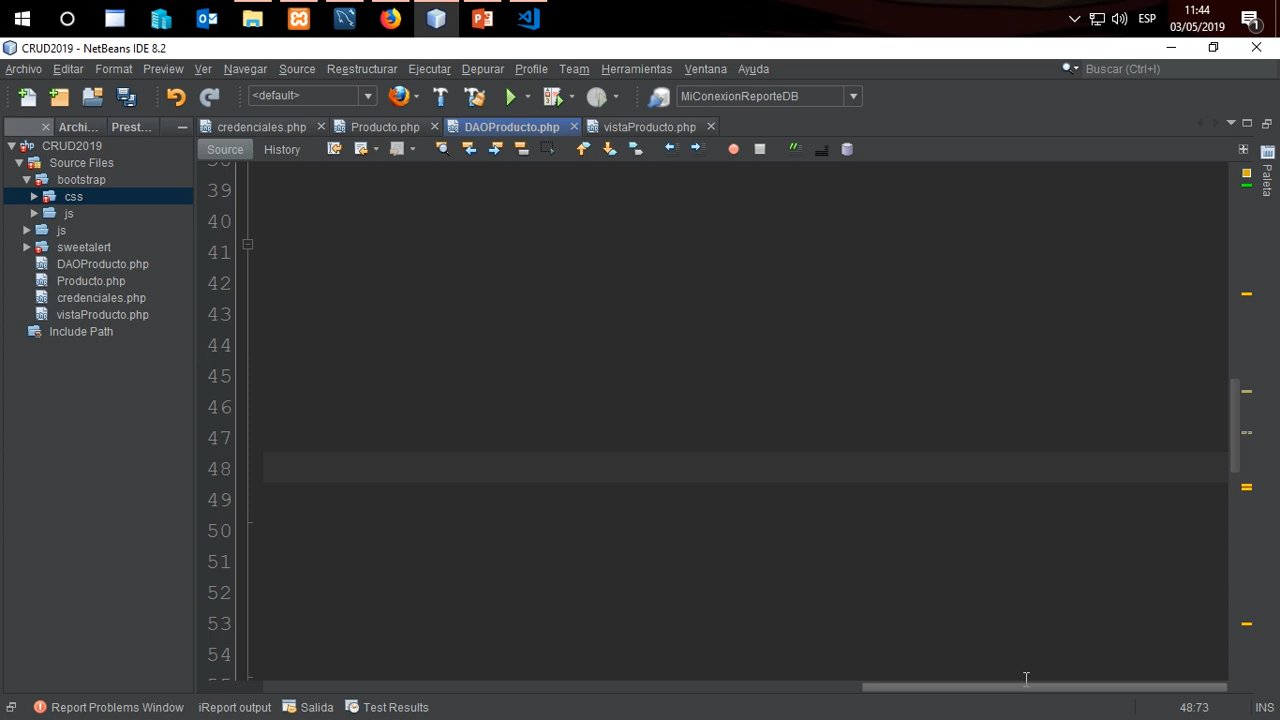 11:44
ESP
03/05/2019
1
CRUD2019 - NetBeans IDE 8.2
Archivo Editar Format Preview Ver Navegar Source Reestructurar Ejecutar Depurar Profile Team Herramientas Ventana Ayuda
Buscar (Ctrl+I)
<default>
MiConexionReporteDB
Archi...
Prest...
credenciales.php
Producto.php
DAOProducto.php
vistaProducto.php
Source
History
CRUD2019
Source Files
bootstrap
css
js
js
sweetalert
DAOProducto.php
Producto.php
credenciales.php
vistaProducto.php
Include Path
39
40
41
42
43
44
45
46
47
48
49
50
51
52
53
54
Paleta
Report Problems Window
iReport output
Salida
Test Results
48:73
INS